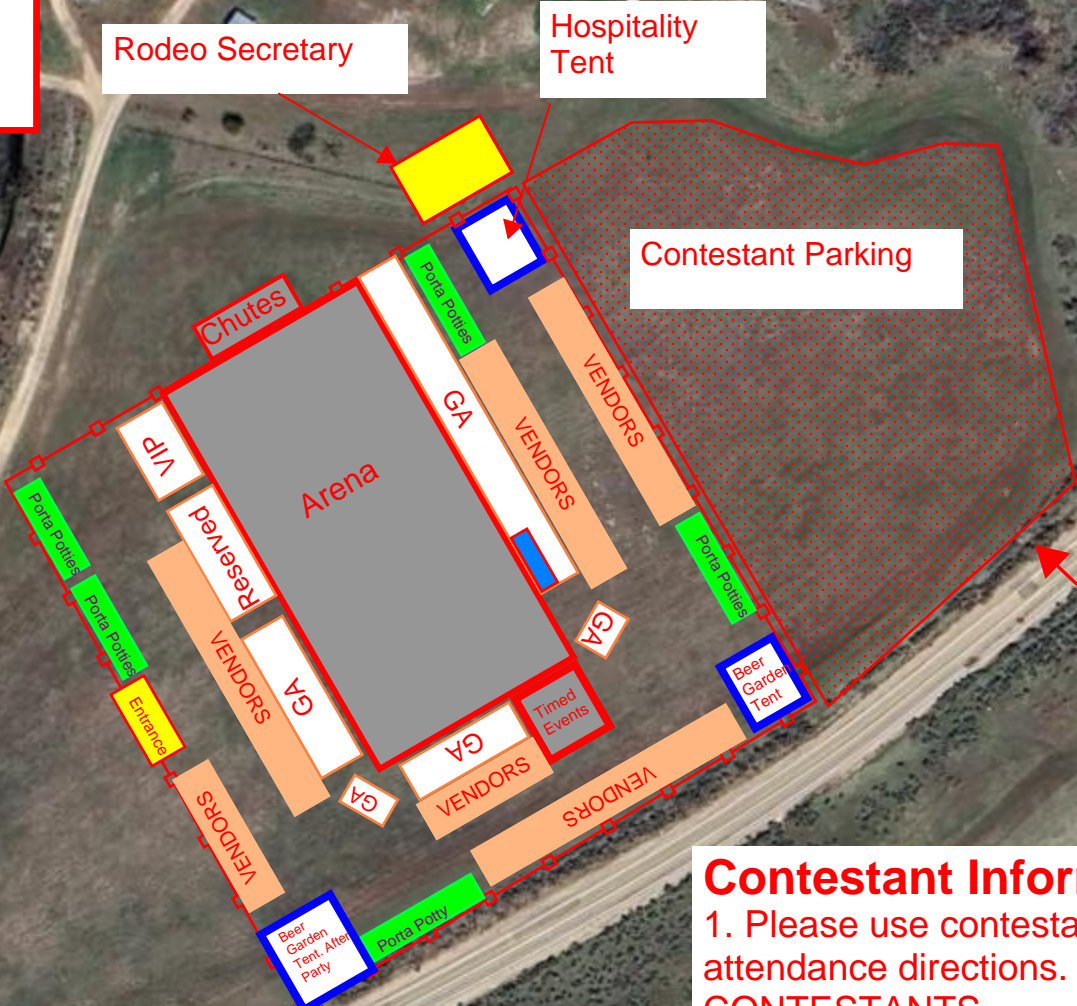 Rodeo Secretary
Hospitality
Tent
Contestant Parking
Porta Potties
Chutes
GA
VENDORS
VENDORS
VIP
Arena
Reserved
Porta Potties
Porta Potties
Porta Potties
GA
VENDORS
GA
Entrance
Beer
Garden
Tent
Timed
Events
GA
VENDORS
VENDORS
GA
VENDORS
Beer
Garden
Tent. After
Party
Porta Potty
Contestant Infor
1. Please use contesta
attendance directions.
CONTESTANTS